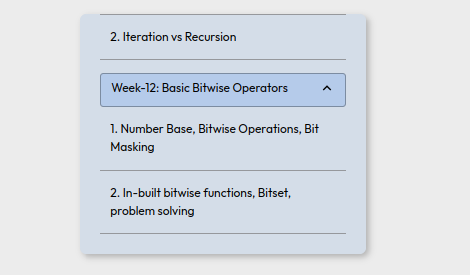 2. Iteration vs Recursion
Week-12: Basic Bitwise Operators
1. Number Base, Bitwise Operations, Bit
Masking
2. In-built bitwise functions, Bitset,
problem solving